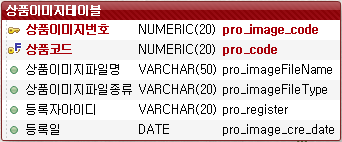 상품이미지테이블
상품이미지번호 NUMERIC(20) pro_image_code
상품코드 NUMERIC(20) pro_code
상품이미지파일명 VARCHAR(50) pro_imageFileName
상품이미지파일종류 VARCHAR(20) pro_imageFileType
등록자아이디 VARCHAR(20) pro_register
등록일 DATE pro_image_cre_date